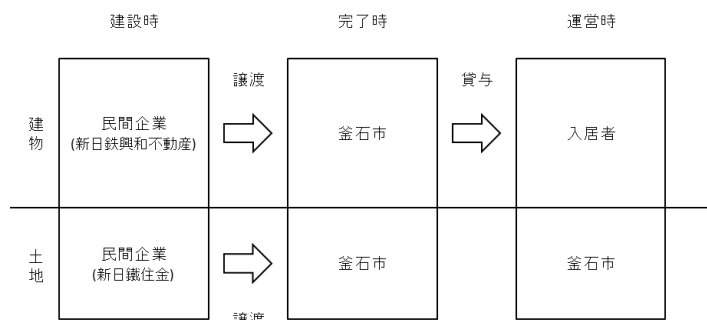 建設時
完了時
運営時
譲渡
貸与
建物
民間企業
(新日鉄興和不動産)
釜石市
入居者
土地
民間企業
(新日鐵住金)
釜石市
釜石市
譲渡